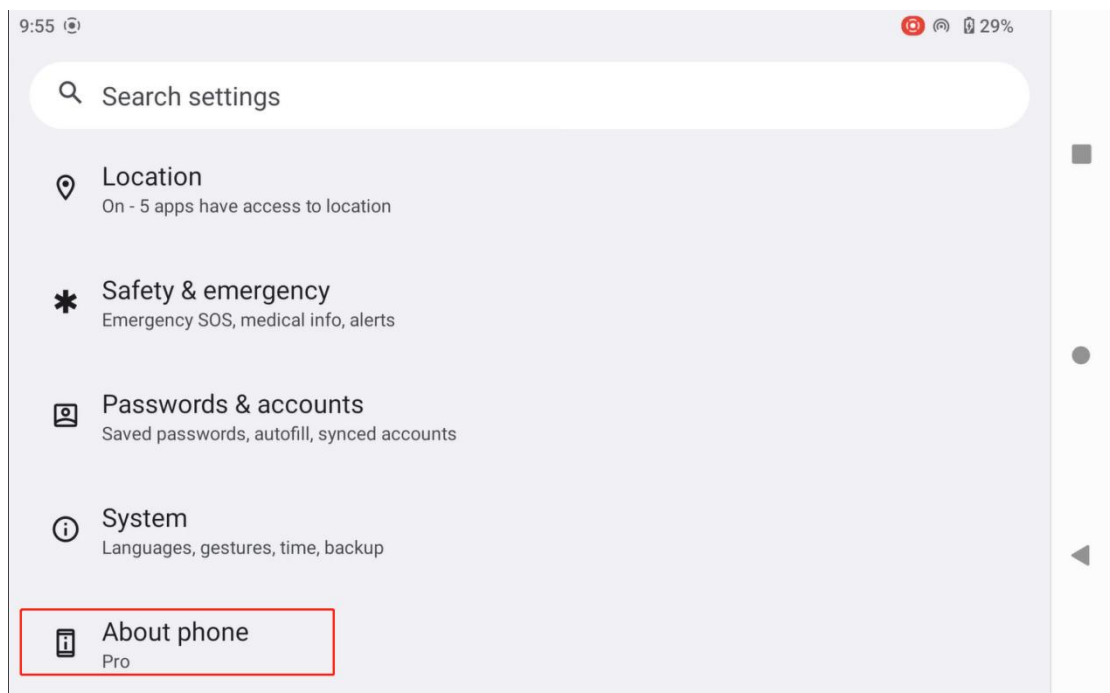 9:55
29%
Search settings
Location
On - 5 apps have access to location
Safety & emergency
Emergency SOS, medical info, alerts
Passwords & accounts
Saved passwords, autofill, synced accounts
System
Languages, gestures, time, backup
About phone
Pro